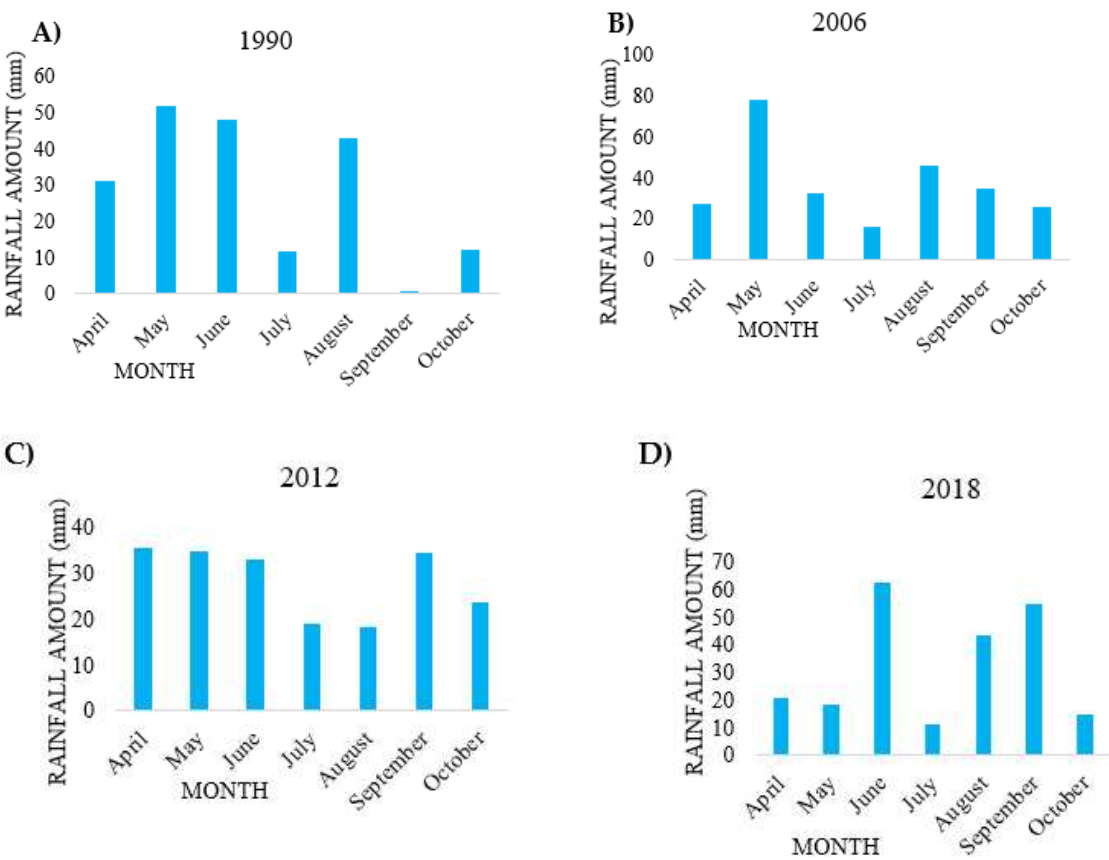 A)
1990
RAINFALL AMOUNT (mm)
60
50
40
30
20
10
0
April
May
June
July
August
September
October
MONTH
B)
2006
RAINFALL AMOUNT (mm)
100
80
60
40
20
0
April
May
June
July
August
September
October
MONTH
C)
2012
RAINFALL AMOUNT (mm)
40
30
20
10
0
April
May
June
July
August
September
October
MONTH
D)
2018
RAINFALL AMOUNT (mm)
70
60
50
40
30
20
10
0
April
May
June
July
August
September
October
MONTH